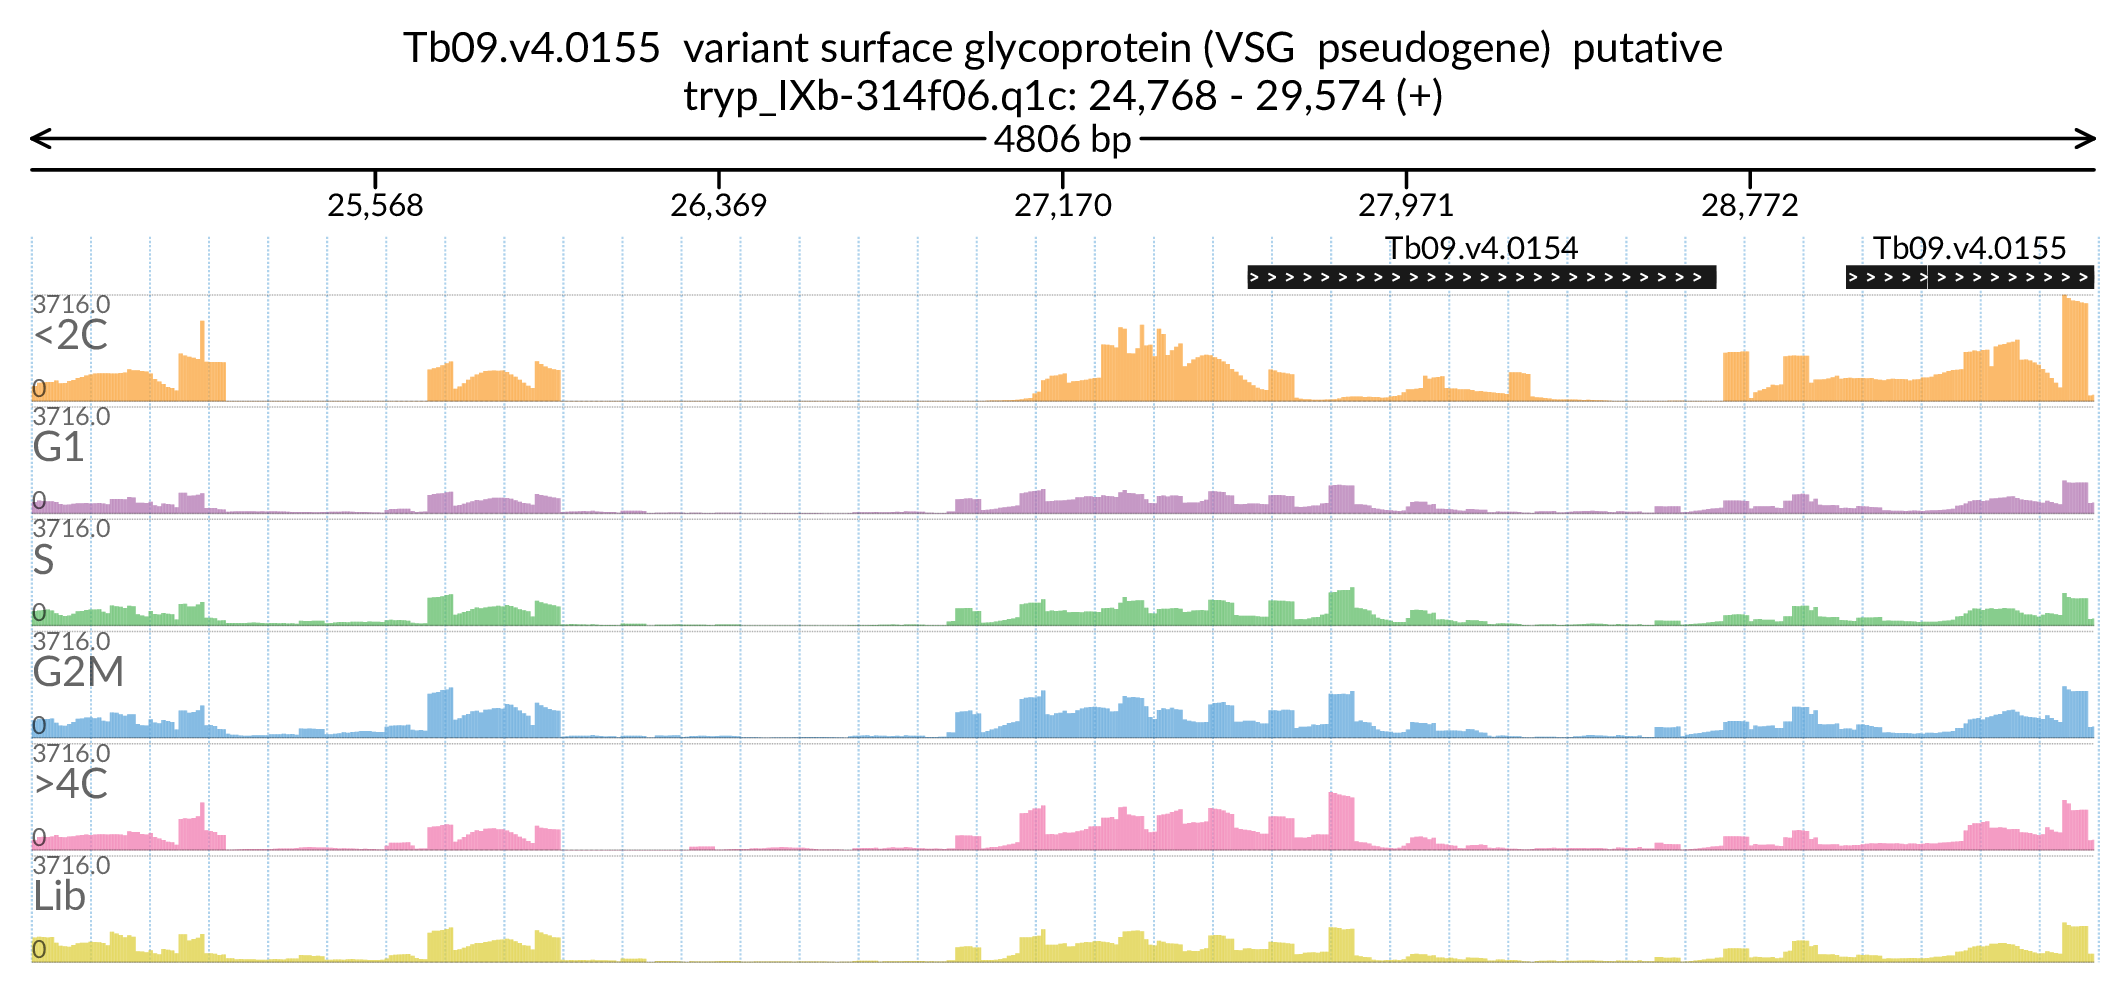 Tb09.v4.0155 variant surface glycoprotein (VSG pseudogene) putative
tryp_IXb-314f06.q1c: 24,768 - 29,574 (+)
4806 bp
25,568 26,369 27,170 27,971 28,772
Tb09.v4.0154 Tb09.v4.0155
> > > > > > > > > > > > > > > > > > > > > > > > > > > > > > > > > > > > > > >
3716.0
<2C
0
3716.0
G1
0
3716.0
S
0
3716.0
G2M
0
3716.0
>4C
0
3716.0
Lib
0